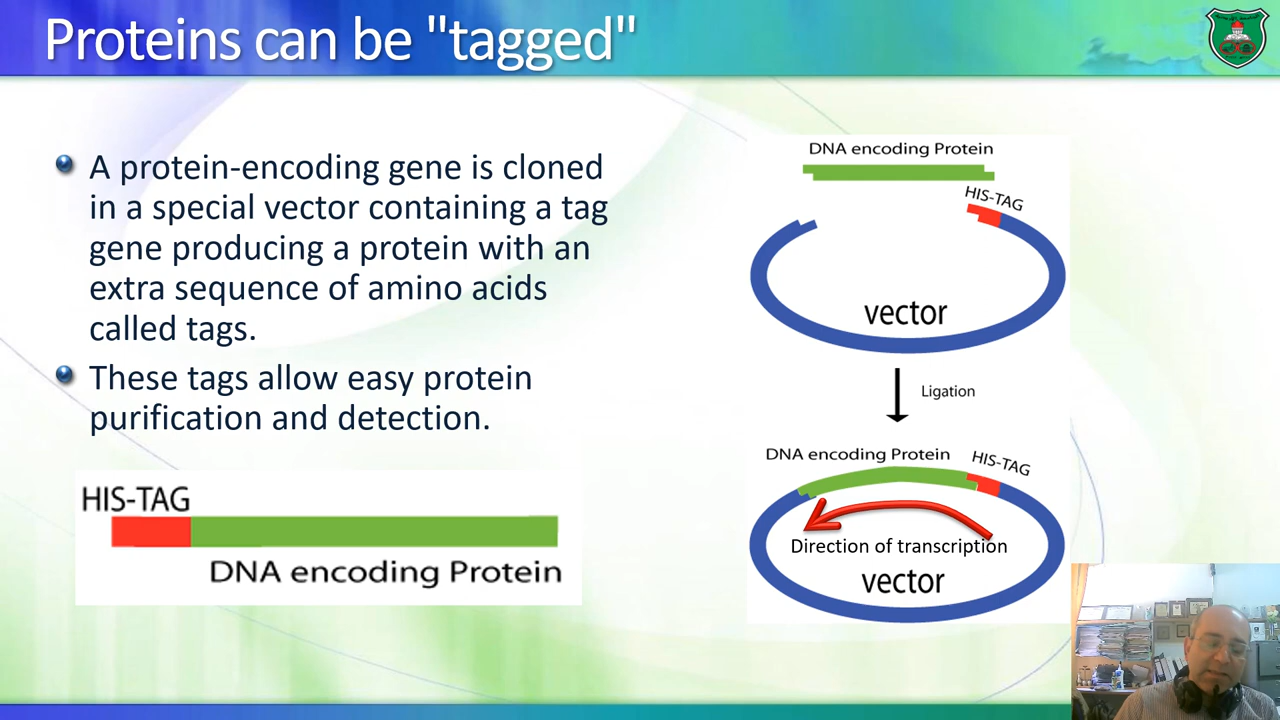 Proteins can be "tagged"
A protein-encoding gene is cloned
in a special vector containing a tag
gene producing a protein with an
extra sequence of amino acids
called tags.
These tags allow easy protein
purification and detection.
HIS-TAG
DNA encoding Protein
DNA encoding Protein
HIS-TAG
vector
Ligation
DNA encoding Protein
HIS-TAG
Direction of transcription
vector